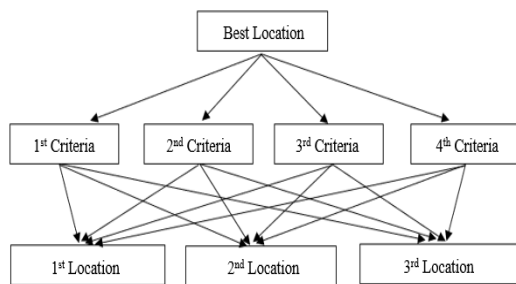 Best Location
1st Criteria
2nd Criteria
3rd Criteria
4th Criteria
1st Location
2nd Location
3rd Location